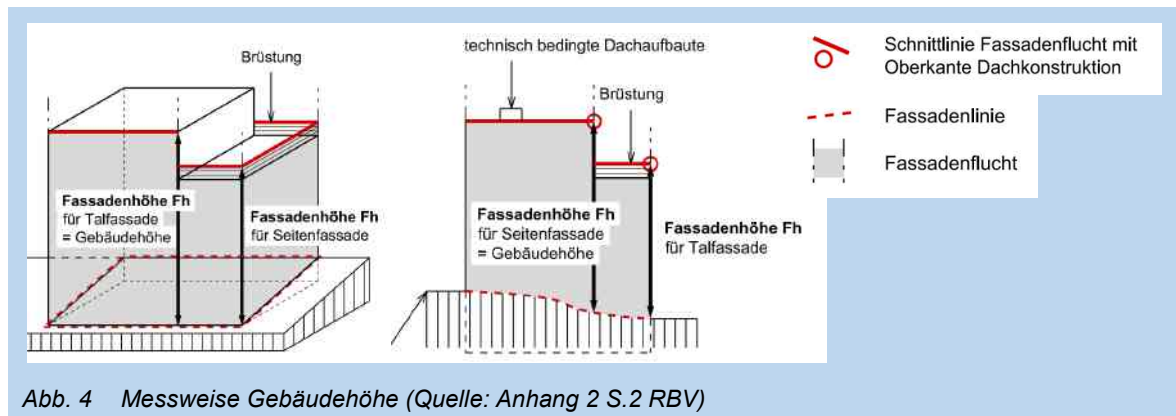 Brüstung
Fassadenhöhe Fh
für Talfassade
= Gebäudehöhe
Fassadenhöhe Fh
für Seitenfassade
technisch bedingte Dachaufbaute
Brüstung
Fassadenhöhe Fh
für Seitenfassade
= Gebäudehöhe
Fassadenhöhe Fh
für Talfassade
Schnittlinie Fassadenflucht mit
Oberkante Dachkonstruktion
Fassadenlinie
Fassadenflucht
Abb. 4 Messweise Gebäudehöhe (Quelle: Anhang 2 S.2 RBV)